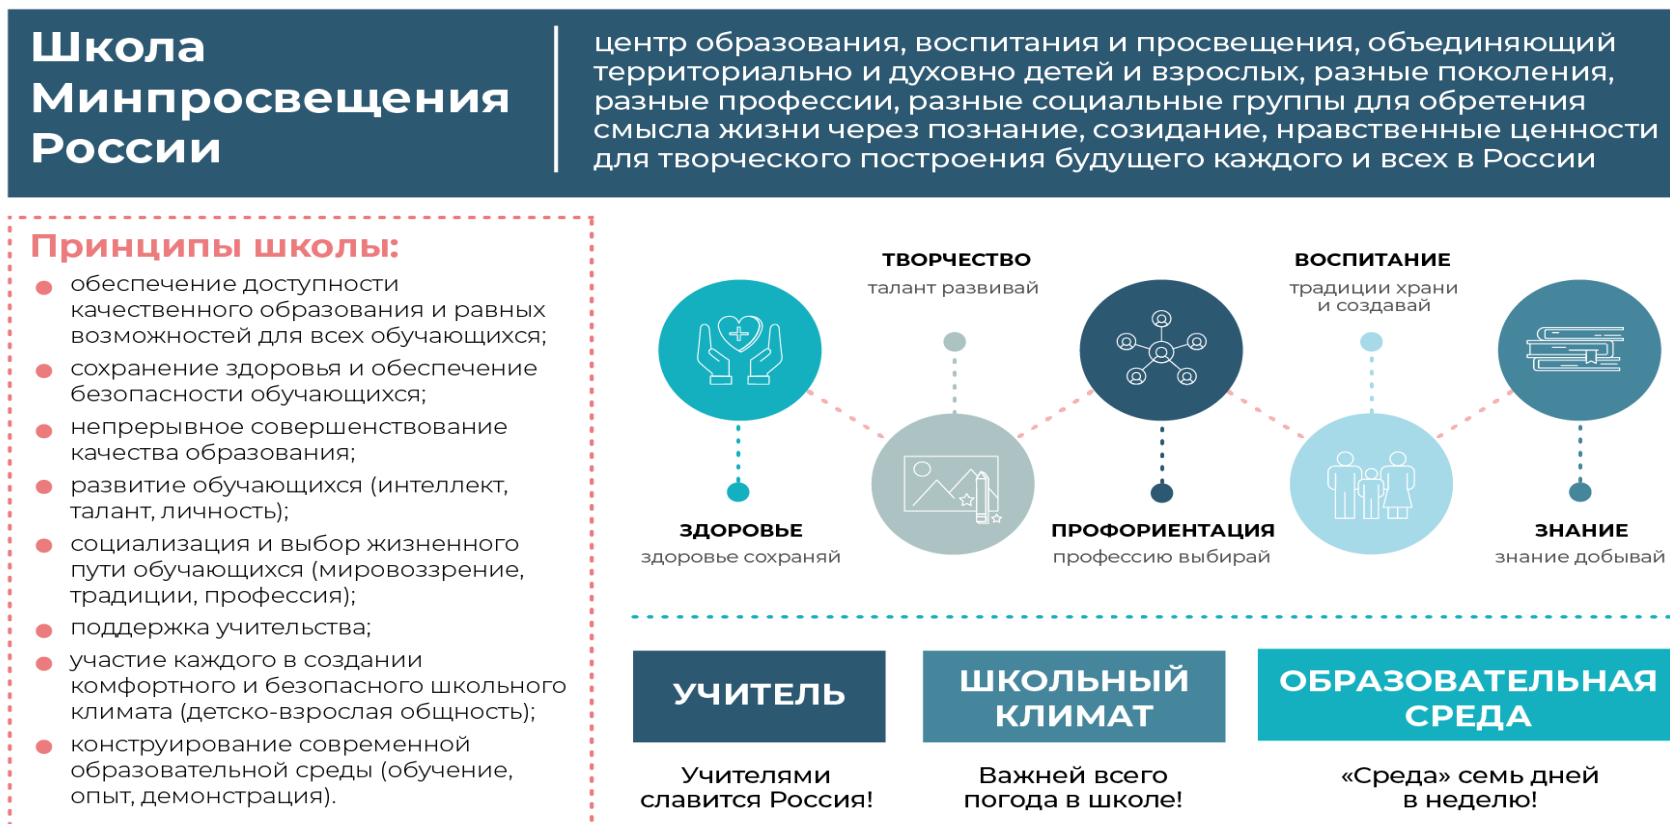 Школа
Минпросвещения
России
центр образования, воспитания и просвещения, объединяющий
территориально и духовно детей и взрослых, разные поколения,
разные профессии, разные социальные группы для обретения
смысла жизни через познание, созидание, нравственные ценности
для творческого построения будущего каждого и всех в России
Принципы школы:
обеспечение доступности
качественного образования и равных
возможностей для всех обучающихся;
сохранение здоровья и обеспечение
безопасности обучающихся;
непрерывное совершенствование
качества образования;
развитие обучающихся (интеллект,
талант, личность);
социализация и выбор жизненного
пути обучающихся (мировоззрение,
традиции, профессия);
поддержка учительства;
участие каждого в создании
комфортного и безопасного школьного
климата (детско-взрослая общность);
конструирование современной
образовательной среды (обучение,
опыт, демонстрация).
ТВОРЧЕСТВО
талант развивай
ВОСПИТАНИЕ
традиции храни
и создавай
ЗДОРОВЬЕ
здоровье сохраняй
ПРОФОРИЕНТАЦИЯ
профессию выбирай
ЗНАНИЕ
знание добывай
УЧИТЕЛЬ
Учителями
славится Россия!
ШКОЛЬНЫЙ
КЛИМАТ
Важней всего
погода в школе!
ОБРАЗОВАТЕЛЬНАЯ
СРЕДА
«Среда» семь дней
в неделю!